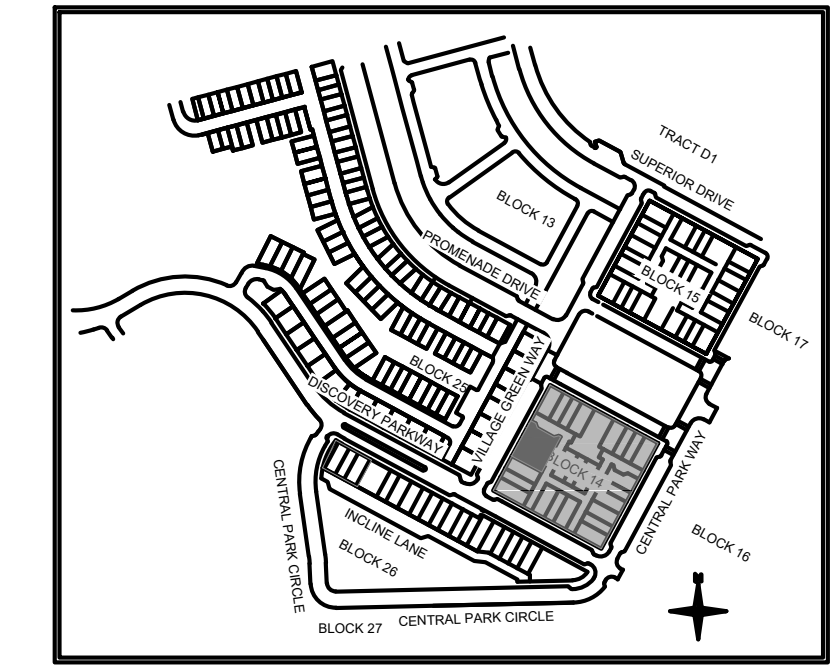 TRACT D1
SUPERIOR DRIVE
BLOCK 13
PROMENADE DRIVE
BLOCK 15
BLOCK 17
BLOCK 25
VILLAGE GREEN WAY
DISCOVERY PARKWAY
BLOCK 14
CENTRAL PARK WAY
CENTRAL PARK CIRCLE
INCLINE LANE
BLOCK 16
BLOCK 26
CENTRAL PARK CIRCLE
BLOCK 27
N